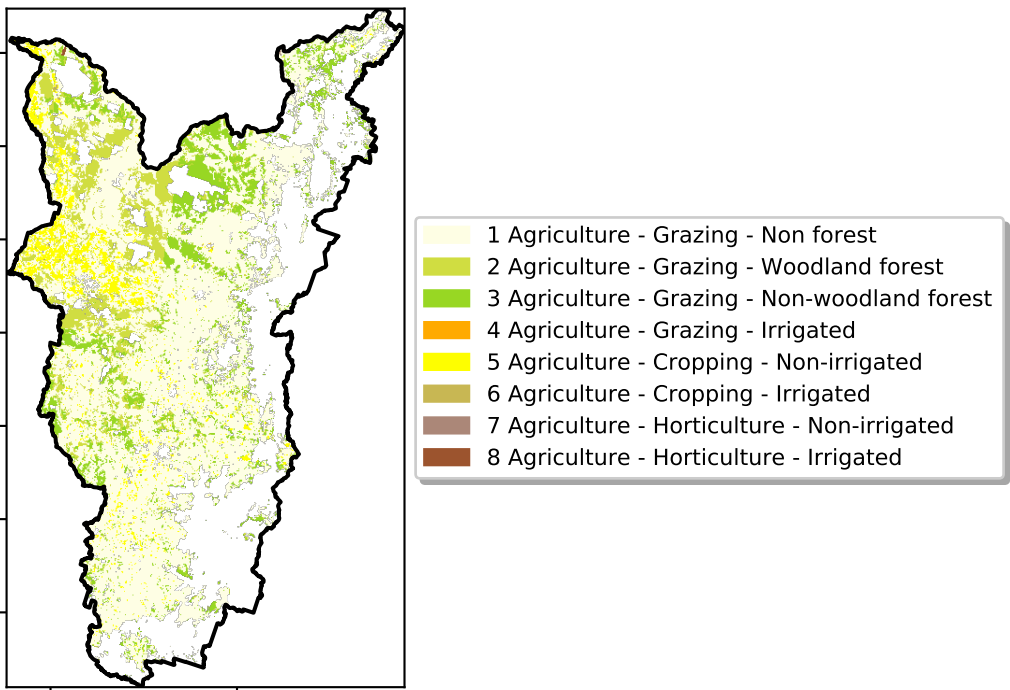 1 Agriculture - Grazing - Non forest
2 Agriculture - Grazing - Woodland forest
3 Agriculture - Grazing - Non-woodland forest
4 Agriculture - Grazing - Irrigated
5 Agriculture - Cropping - Non-irrigated
6 Agriculture - Cropping - Irrigated
7 Agriculture - Horticulture - Non-irrigated
8 Agriculture - Horticulture - Irrigated